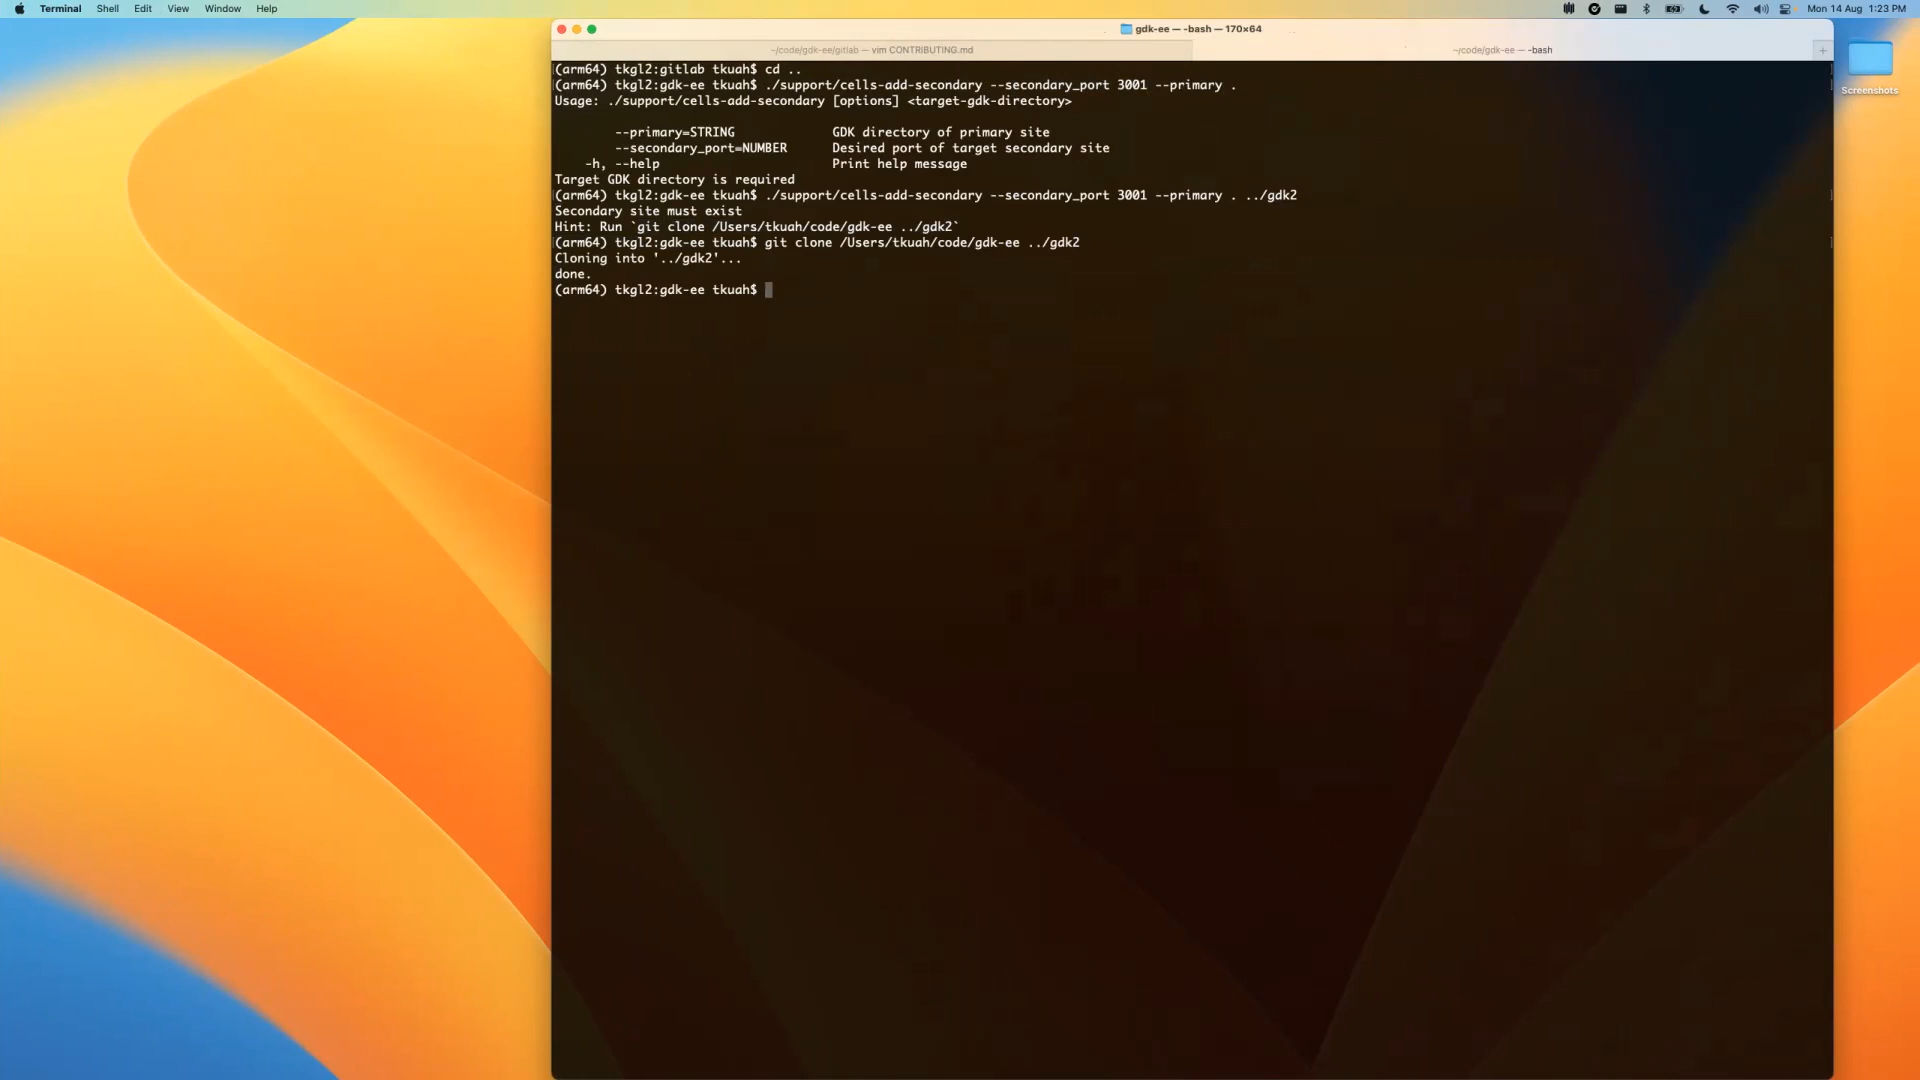 Terminal Shell Edit View Window Help Mon 14 Aug 1:23 PM
gdk-ee — -bash — 170×64
~/code/gdk-ee/gitlab — vim CONTRIBUTING.md ~/code/gdk-ee — -bash +
Screenshots
(arm64) tkgl2:gitlab tkuah$ cd ..
(arm64) tkgl2:gdk-ee tkuah$ ./support/cells-add-secondary --secondary_port 3001 --primary .
Usage: ./support/cells-add-secondary [options] <target-gdk-directory>
--primary=STRING GDK directory of primary site
--secondary_port=NUMBER Desired port of target secondary site
-h, --help Print help message
Target GDK directory is required
(arm64) tkgl2:gdk-ee tkuah$ ./support/cells-add-secondary --secondary_port 3001 --primary . ../gdk2
Secondary site must exist
Hint: Run `git clone /Users/tkuah/code/gdk-ee ../gdk2`
(arm64) tkgl2:gdk-ee tkuah$ git clone /Users/tkuah/code/gdk-ee ../gdk2
Cloning into '../gdk2'...
done.
(arm64) tkgl2:gdk-ee tkuah$